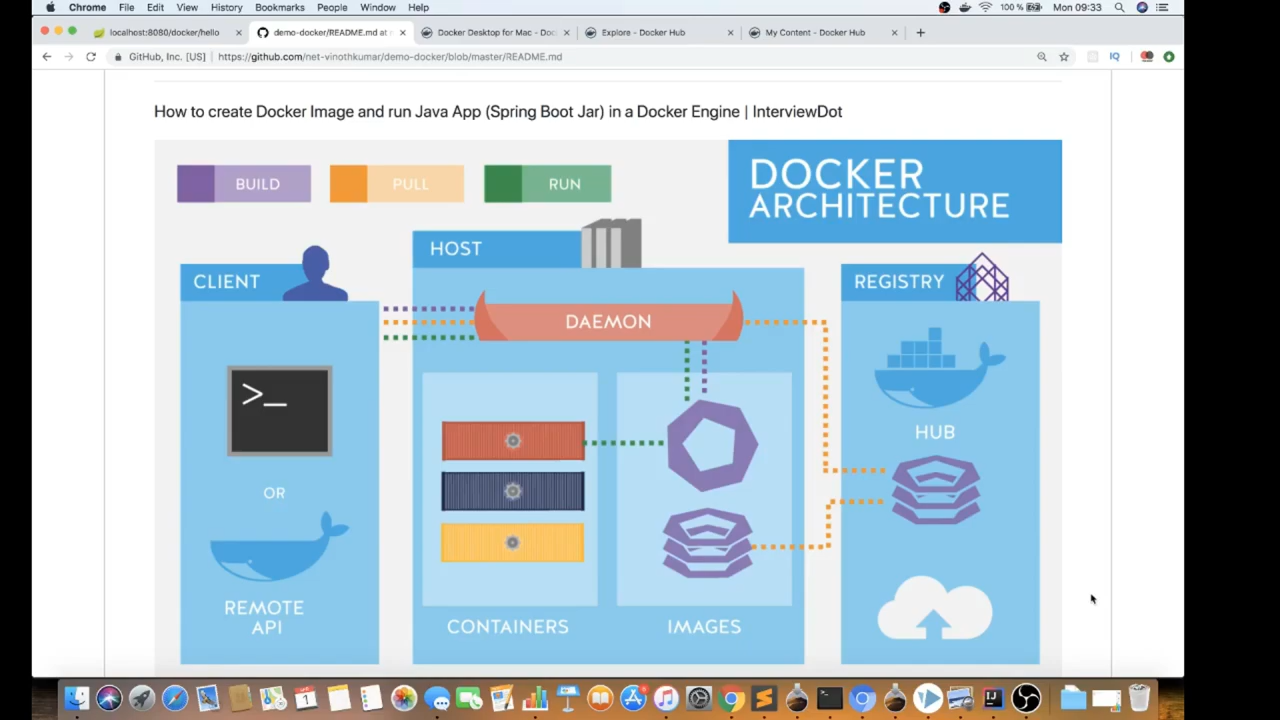 Chrome File Edit View History Bookmarks People Window Help 100 % Mon 09:33
localhost:8080/docker/hello demo-docker/README.md at Docker Desktop for Mac - Doc Explore - Docker Hub My Content - Docker Hub
GitHub, Inc. [US] https://github.com/net-vinothkumar/demo-docker/blob/master/README.md IQ
How to create Docker Image and run Java App (Spring Boot Jar) in a Docker Engine | InterviewDot
BUILD PULL RUN
DOCKER
ARCHITECTURE
CLIENT
>_
OR
REMOTE
API
HOST
DAEMON
CONTAINERS
IMAGES
REGISTRY
HUB